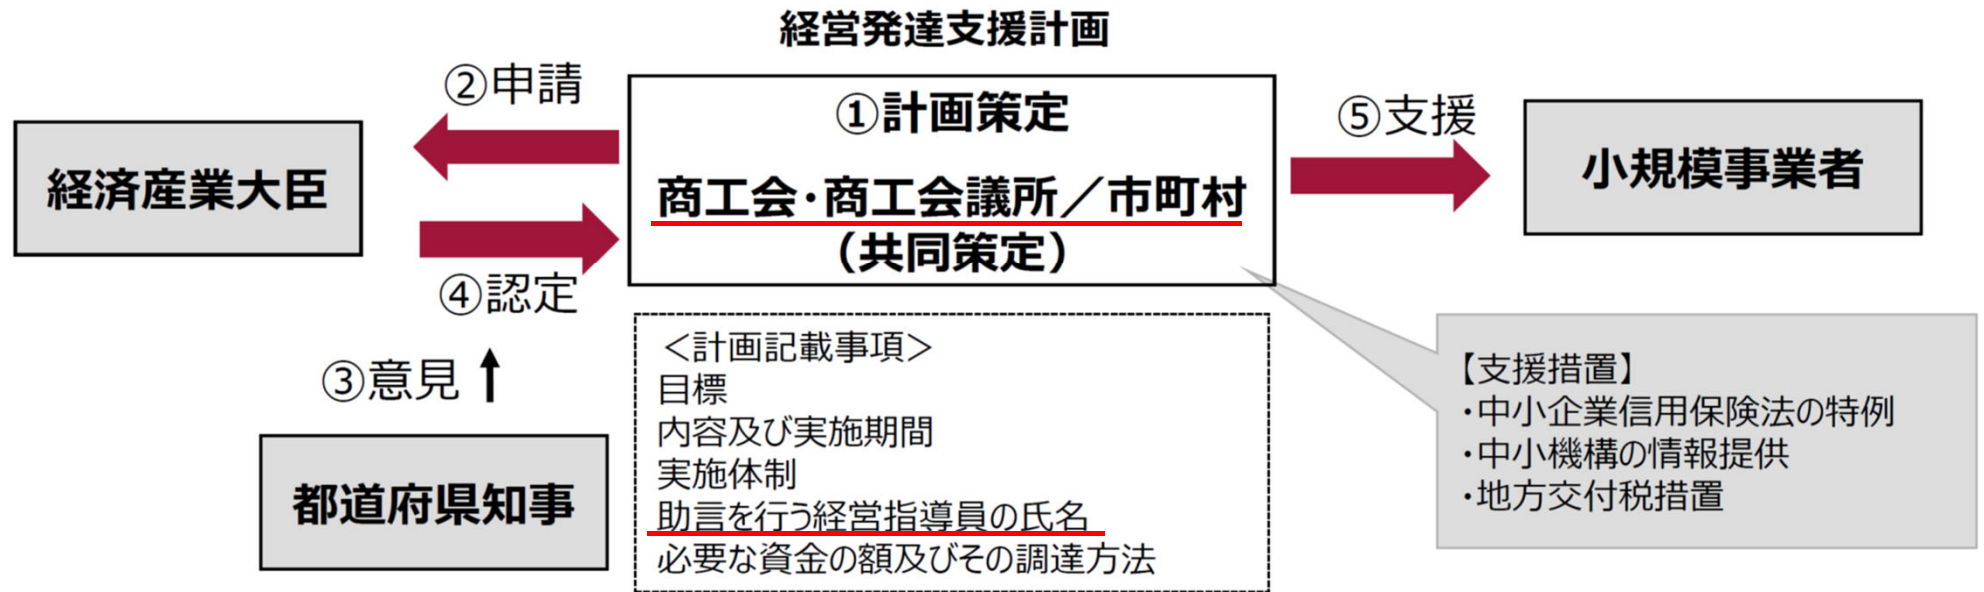 経営発達支援計画
②申請
①計画策定
商工会・商工会議所／市町村
（共同策定）
⑤支援
小規模事業者
経済産業大臣
④認定
③意見
都道府県知事
＜計画記載事項＞
目標
内容及び実施期間
実施体制
助言を行う経営指導員の氏名
必要な資金の額及びその調達方法
【支援措置】
・中小企業信用保険法の特例
・中小機構の情報提供
・地方交付税措置